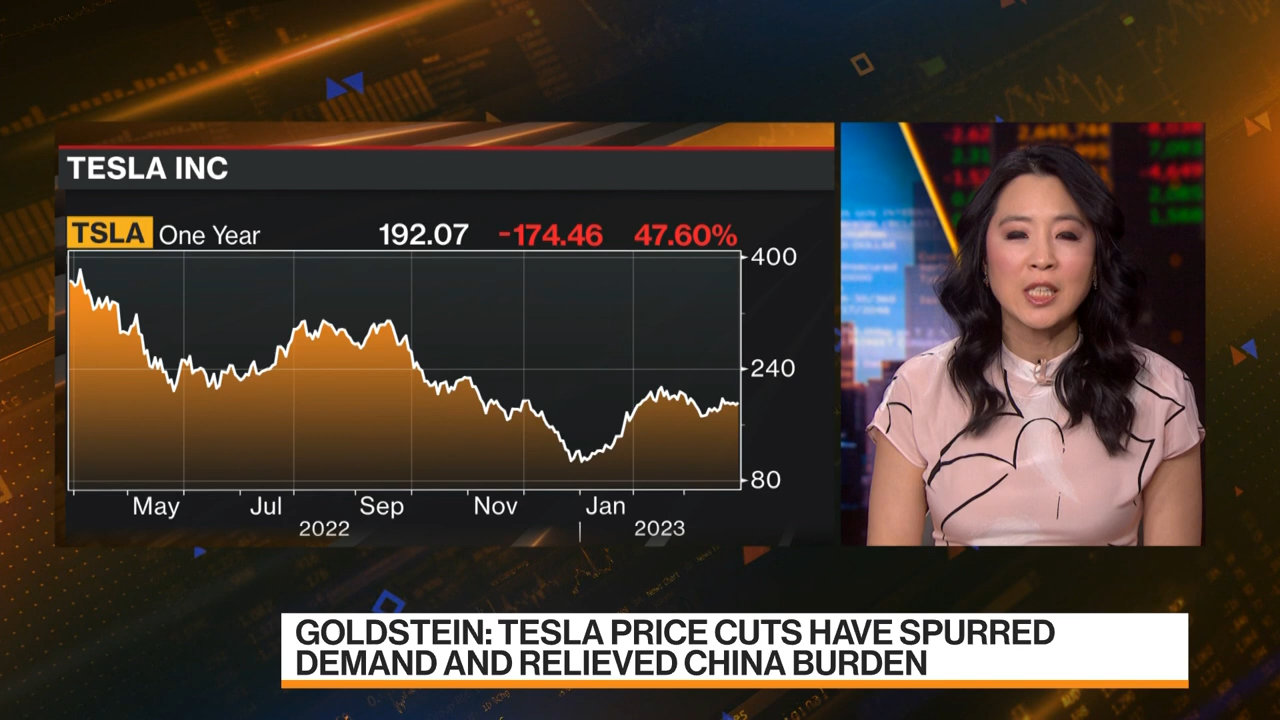 TESLA INC
TSLA One Year 192.07 -174.46 47.60%
400
240
80
May Jul Sep Nov Jan
2022 2023
GOLDSTEIN: TESLA PRICE CUTS HAVE SPURRED
DEMAND AND RELIEVED CHINA BURDEN